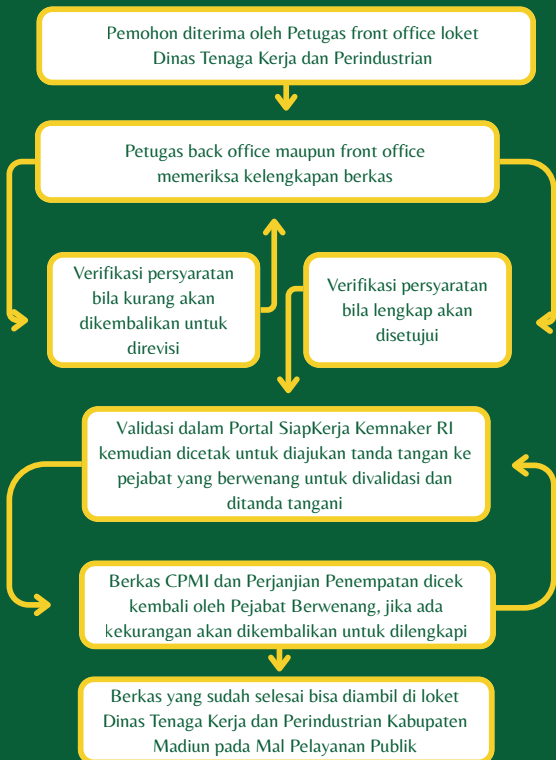 Pemohon diterima oleh Petugas front office loket
Dinas Tenaga Kerja dan Perindustrian
Petugas back office maupun front office
memeriksa kelengkapan berkas
Verifikasi persyaratan
bila kurang akan
dikembalikan untuk
direvisi
Verifikasi persyaratan
bila lengkap akan
disetujui
Validasi dalam Portal SiapKerja Kemnaker RI
kemudian dicetak untuk diajukan tanda tangan ke
pejabat yang berwenang untuk divalidasi dan
ditanda tangani
Berkas CPMI dan Perjanjian Penempatan dicek
kembali oleh Pejabat Berwenang, jika ada
kekurangan akan dikembalikan untuk dilengkapi
Berkas yang sudah selesai bisa diambil di loket
Dinas Tenaga Kerja dan Perindustrian Kabupaten
Madiun pada Mal Pelayanan Publik